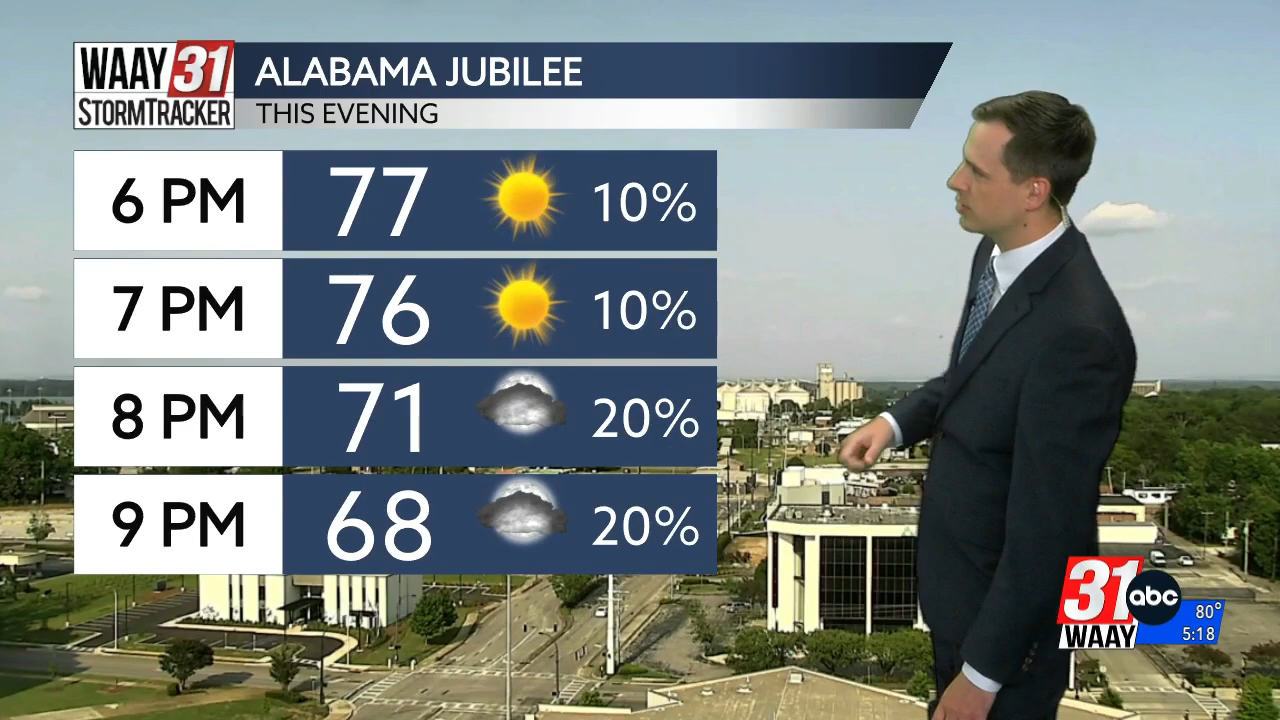 WAAY 31
STORMTRACKER
ALABAMA JUBILEE
THIS EVENING
6 PM 77 10%
7 PM 76 10%
8 PM 71 20%
9 PM 68 20%
31
abc
WAAY
80°
5:18